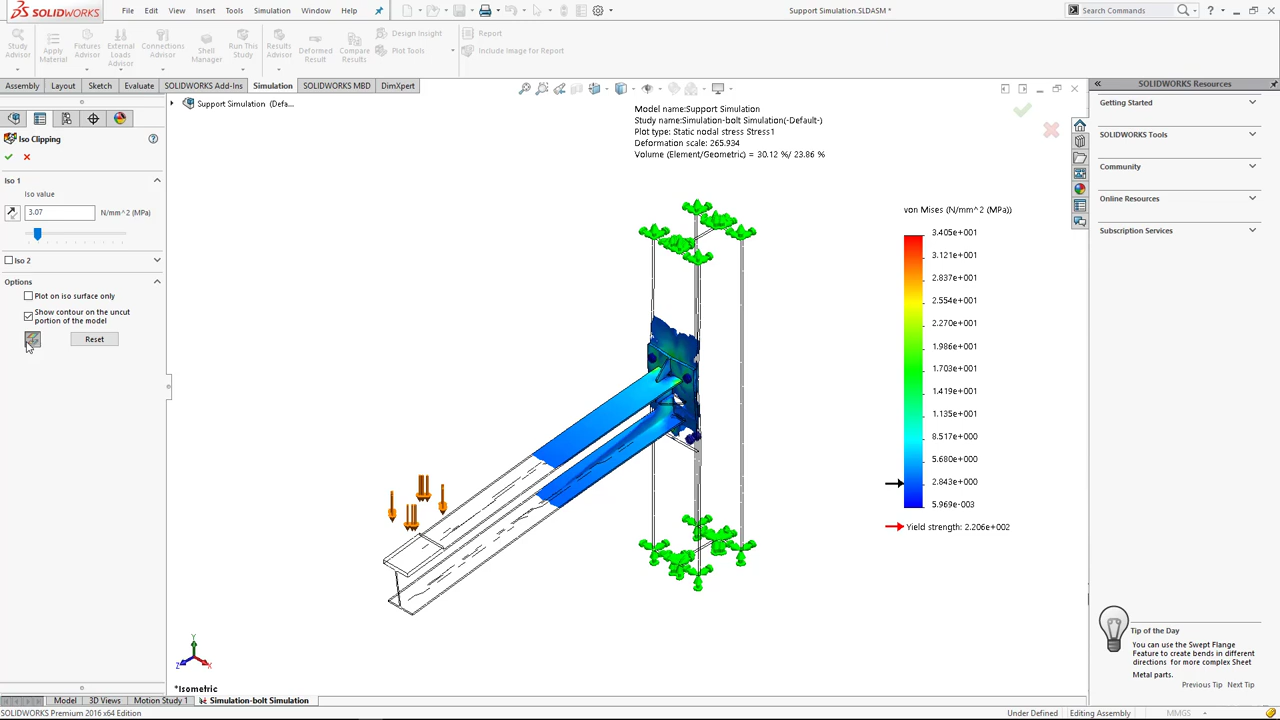 SOLIDWORKS
File Edit View Insert Tools Simulation Window Help
Support Simulation.SLDASM *
Search Commands
Study Advisor
Apply Material
Fixtures Advisor
External Loads Advisor
Connections Advisor
Shell Manager
Run This Study
Results Advisor
Deformed Result
Compare Results
Design Insight
Plot Tools
Report
Include Image for Report
Assembly Layout Sketch Evaluate SOLIDWORKS Add-Ins Simulation SOLIDWORKS MBD DimXpert
SOLIDWORKS Resources
Support Simulation (Defa...
Iso Clipping
Iso 1
Iso value
3.07 N/mm^2 (MPa)
Iso 2
Options
Plot on iso surface only
Show contour on the uncut
portion of the model
Reset
Model name:Support Simulation
Study name:Simulation-bolt Simulation(-Default-)
Plot type: Static nodal stress Stress1
Deformation scale: 265.934
Volume (Element/Geometric) = 30.12 %/ 23.86 %
von Mises (N/mm^2 (MPa))
3.405e+001
3.121e+001
2.837e+001
2.554e+001
2.270e+001
1.986e+001
1.703e+001
1.419e+001
1.135e+001
8.517e+000
5.680e+000
2.843e+000
5.969e-003
Yield strength: 2.206e+002
Getting Started
SOLIDWORKS Tools
Community
Online Resources
Subscription Services
Tip of the Day
You can use the Swept Flange
Feature to create bends in different
directions for more complex Sheet
Metal parts.
Previous Tip Next Tip
Y
Z
X
*Isometric
Model 3D Views Motion Study 1 Simulation-bolt Simulation
SOLIDWORKS Premium 2016 x64 Edition
Under Defined Editing Assembly MMGS